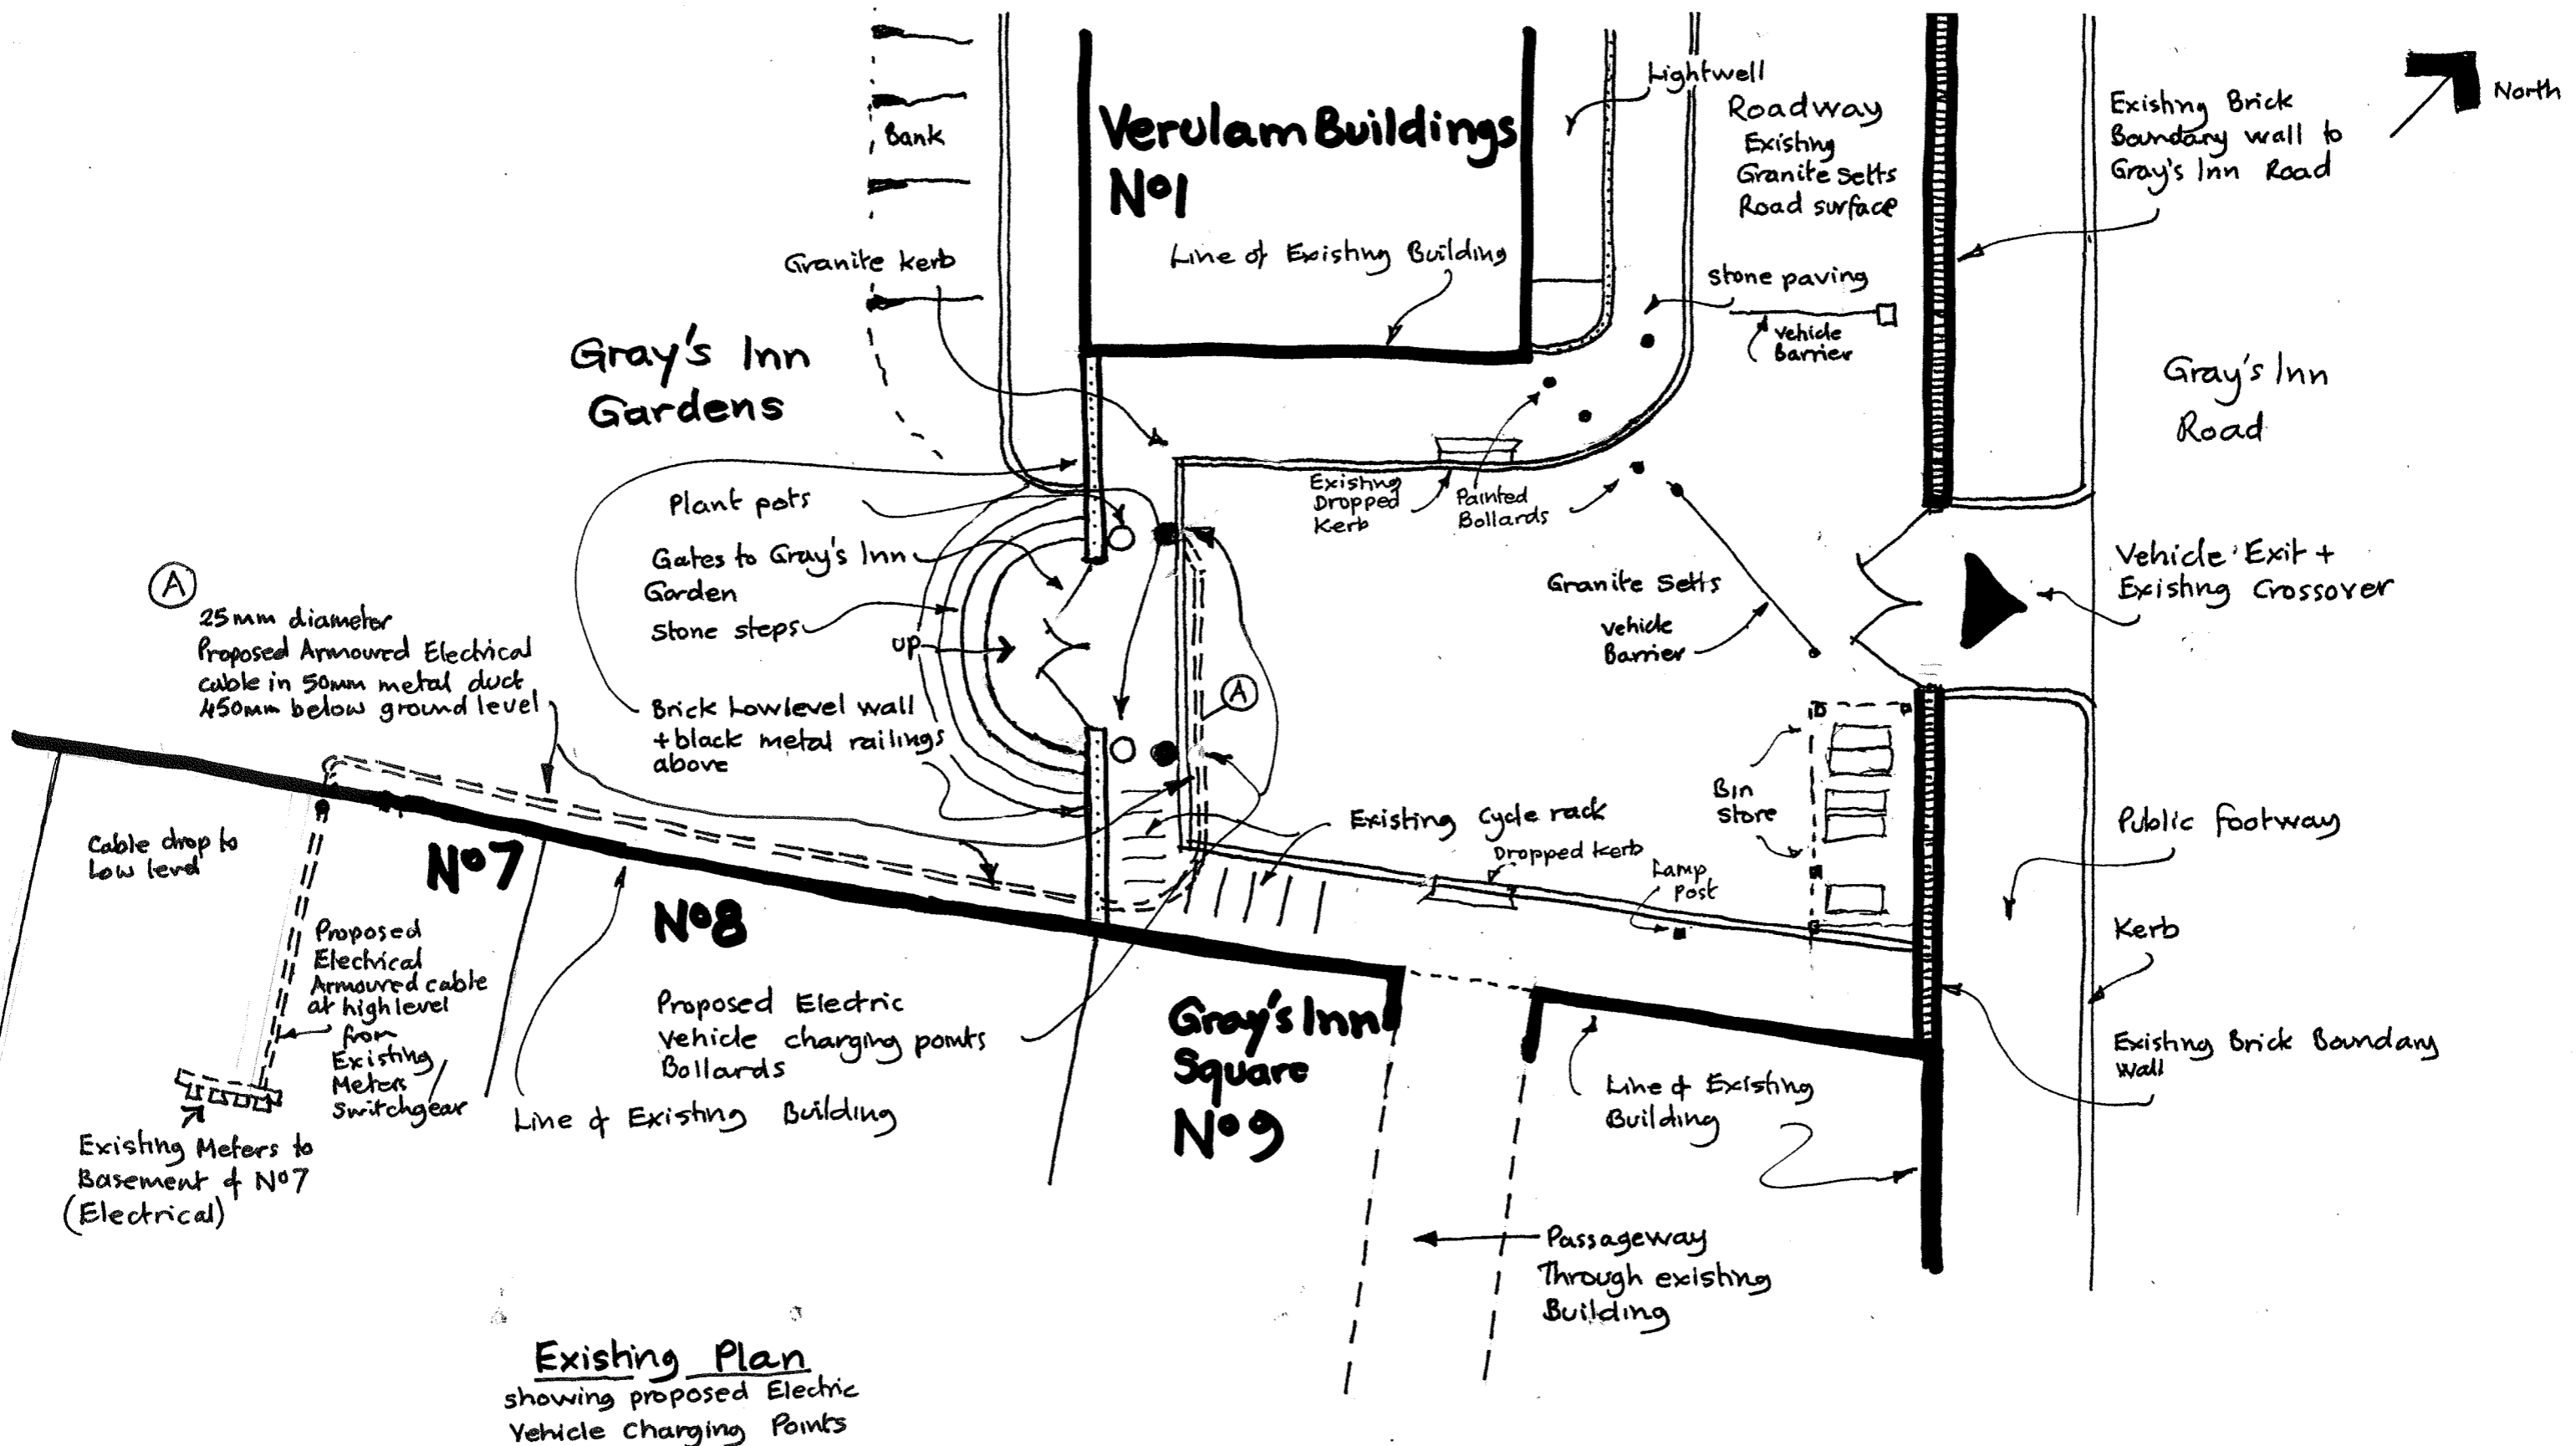 Lightwell
Verulam Buildings
Nº1
Roadway
Existing
Granite Setts
Road surface
Existing Brick
Boundary wall to
Gray's Inn Road
North
Bank
Line of Existing Building
Granite kerb
Stone paving
Vehicle
Barrier
Gray's Inn
Gardens
Gray's Inn
Road
Plant pots
Existing
Dropped
Kerb
Painted
Bollards
Gates to Gray's Inn
Garden
Stone steps
up
Granite Setts
Vehicle
Barrier
Vehicle Exit +
Existing Crossover
A
25mm diameter
Proposed Armoured Electrical
cable in 50mm metal duct
450mm below ground level
Brick Low level wall
+ black metal railings
above
A
Bin
store
Existing Cycle rack
Dropped kerb
Lamp
Post
Public footway
Cable drop to
Low level
Nº7
Nº8
Proposed
Electrical
Armoured cable
at high level
from
Existing
Meters
Switchgear
Kerb
Proposed Electric
Vehicle charging points
Bollards
Gray's Inn
Square
Nº9
Existing Brick Boundary
Wall
Line of Existing Building
Line of Existing
Building
Existing Meters to
Basement of Nº7
(Electrical)
Passageway
Through existing
Building
Existing Plan
showing proposed Electric
Vehicle Charging Points